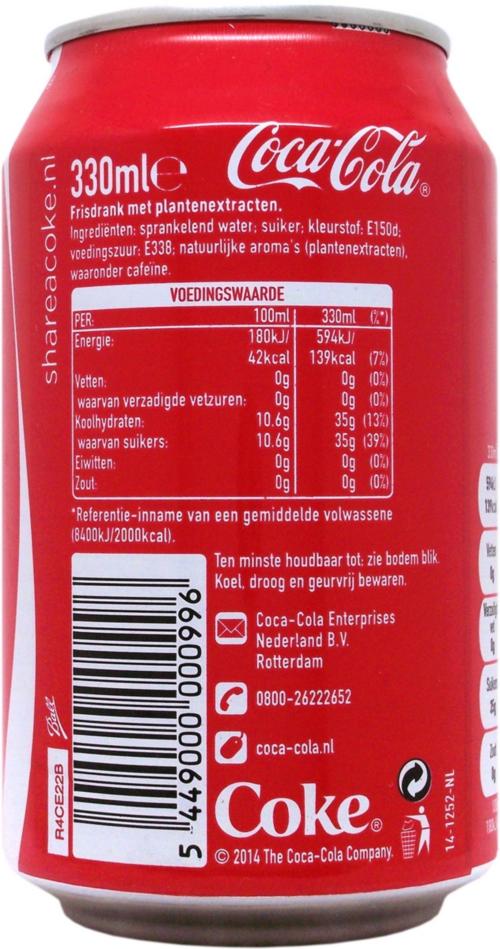 shareacoke.nl
330ml℮
Coca-Cola®
Frisdrank met plantenextracten.
Ingrediënten: sprankelend water; suiker; kleurstof: E150d;
voedingszuur: E338; natuurlijke aroma's (plantenextracten),
waaronder cafeïne.
VOEDINGSWAARDE
PER: 100ml 330ml (%*)
Energie: 180kJ/ 594kJ/
42kcal 139kcal (7%)
Vetten: 0g 0g (0%)
waarvan verzadigde vetzuren: 0g 0g (0%)
Koolhydraten: 10.6g 35g (13%)
waarvan suikers: 10.6g 35g (39%)
Eiwitten: 0g 0g (0%)
Zout: 0g 0g (0%)
*Referentie-inname van een gemiddelde volwassene
(8400kJ/2000kcal).
Ten minste houdbaar tot: zie bodem blik.
Koel, droog en geurvrij bewaren.
Coca-Cola Enterprises
Nederland B.V.
Rotterdam
0800-26222652
coca-cola.nl
Coke®
© 2014 The Coca-Cola Company.
5 449000 000996
Ball
R4CE22B
14-1252-NL